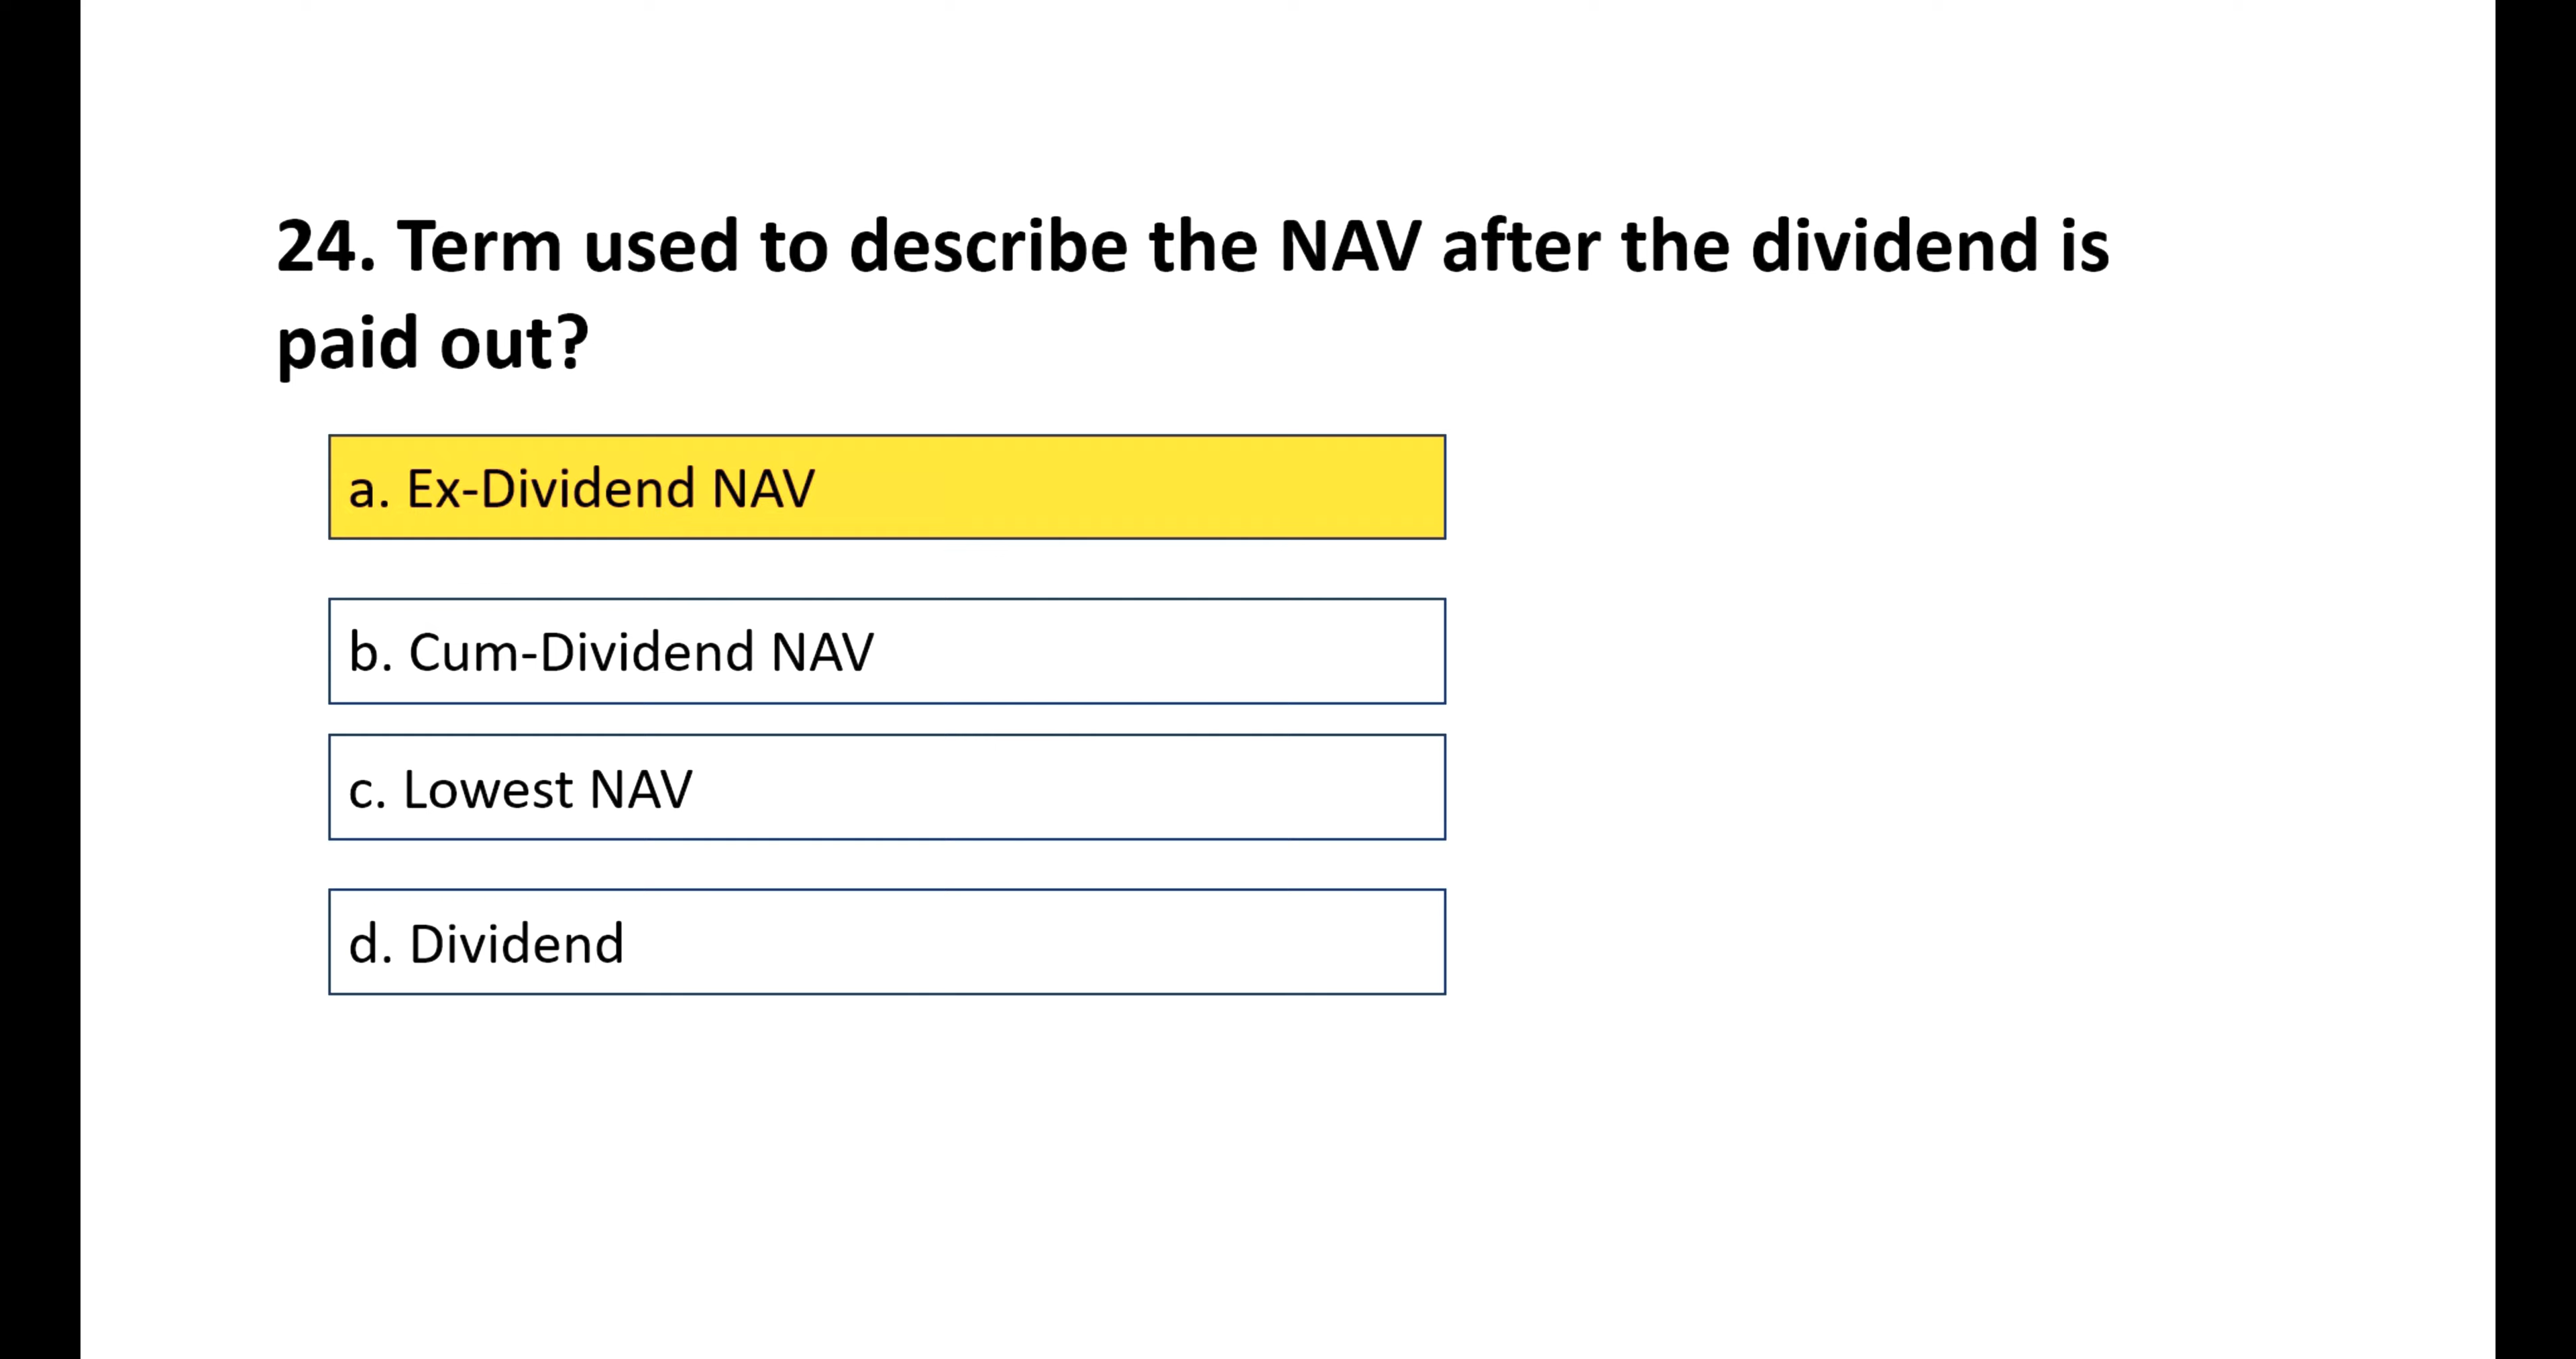 24. Term used to describe the NAV after the dividend is
paid out?
a. Ex-Dividend NAV
b. Cum-Dividend NAV
c. Lowest NAV
d. Dividend